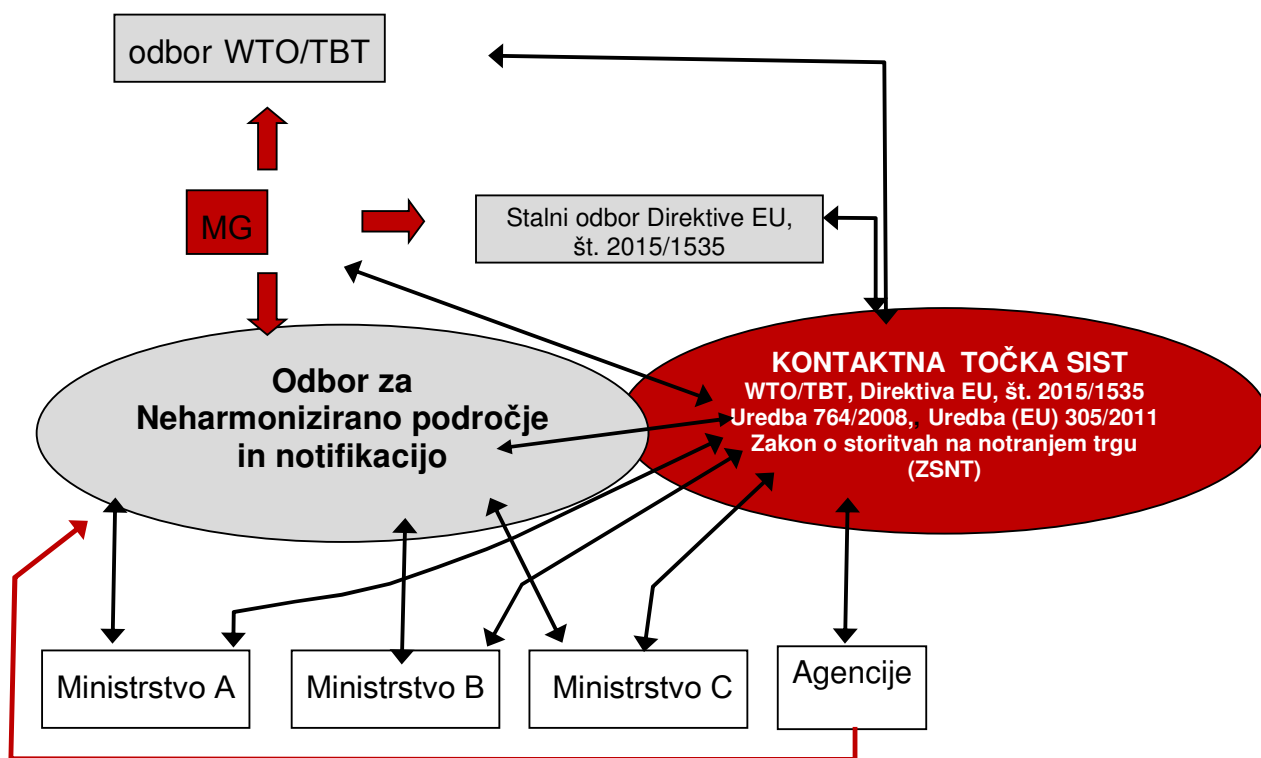 odbor WTO/TBT
MG
Stalni odbor Direktive EU,
št. 2015/1535
Odbor za
Neharmonizirano področje
in notifikacijo
KONTAKTNA TOČKA SIST
WTO/TBT, Direktiva EU, št. 2015/1535
Uredba 764/2008,, Uredba (EU) 305/2011
Zakon o storitvah na notranjem trgu
(ZSNT)
Ministrstvo A
Ministrstvo B
Ministrstvo C
Agencije